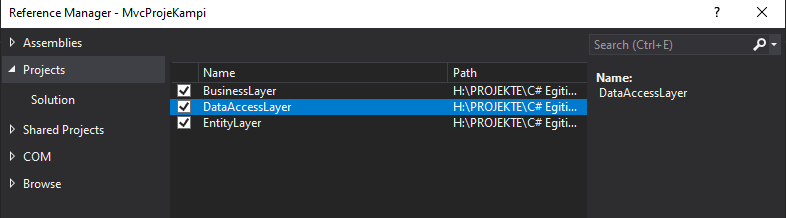 Reference Manager - MvcProjeKampi
?
Assemblies
Projects
Solution
Shared Projects
COM
Browse
Name Path
BusinessLayer H:\PROJEKTE\C# Egiti...
DataAccessLayer H:\PROJEKTE\C# Egiti...
EntityLayer H:\PROJEKTE\C# Egiti...
Search (Ctrl+E)
Name:
DataAccessLayer